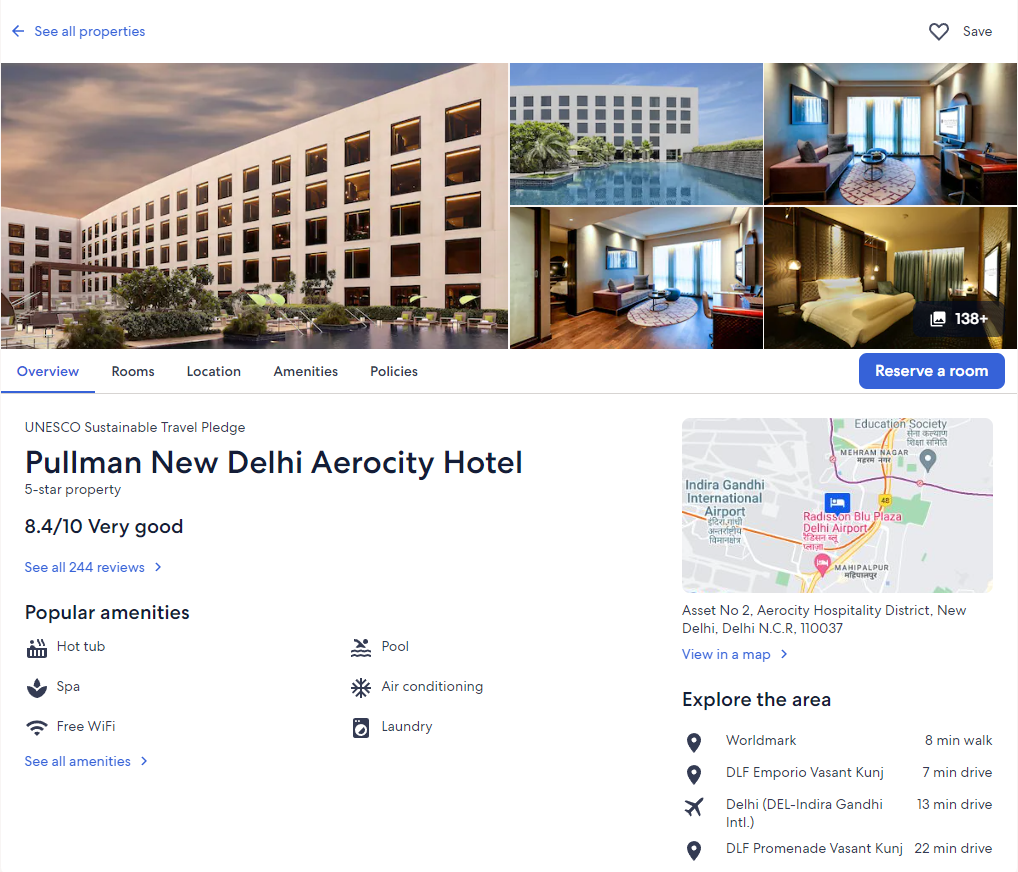 See all properties
Save
138+
Overview
Rooms
Location
Amenities
Policies
Reserve a room
UNESCO Sustainable Travel Pledge
Pullman New Delhi Aerocity Hotel
5-star property
8.4/10 Very good
See all 244 reviews
Popular amenities
Hot tub
Pool
Spa
Air conditioning
Free WiFi
Laundry
See all amenities
Education Society
सेना कल्याण
शिक्षा समिति
MEHRAM NAGAR
महरम नगर
Indira Gandhi
International
Airport
इंदिरा गाँधी
अन्तर्राष्ट्रीय
विमानक्षेत्र
48
Radisson Blu Plaza
Delhi Airport
रैडिसन ब्लू
प्लाज़ा
MAHIPALPUR
महिपालपुर
Asset No 2, Aerocity Hospitality District, New
Delhi, Delhi N.C.R, 110037
View in a map
Explore the area
Worldmark 8 min walk
DLF Emporio Vasant Kunj 7 min drive
Delhi (DEL-Indira Gandhi 13 min drive
Intl.)
DLF Promenade Vasant Kunj 22 min drive